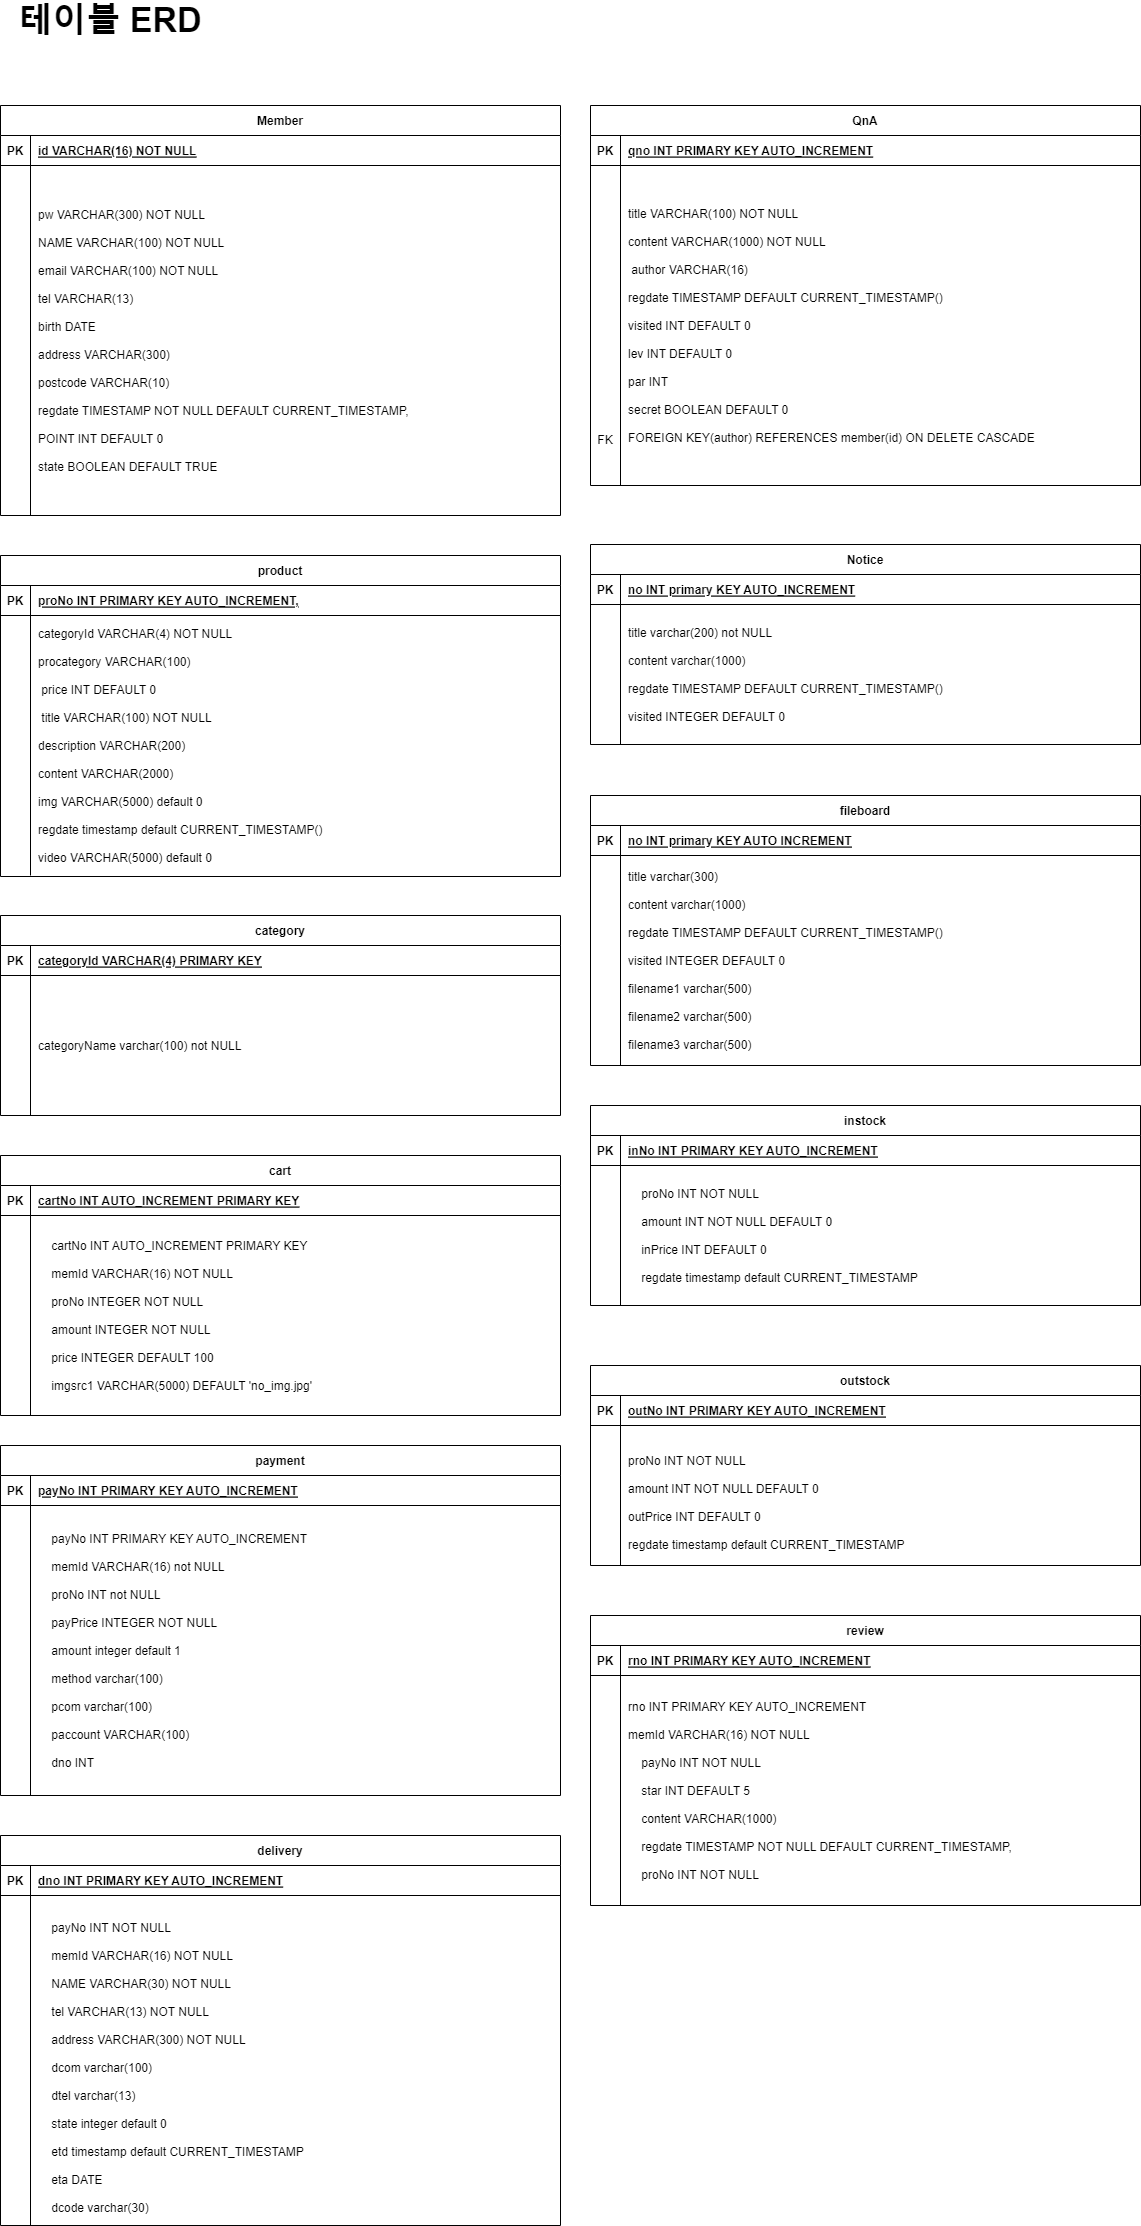 테이블 ERD
Member
PK id VARCHAR(16) NOT NULL
pw VARCHAR(300) NOT NULL
NAME VARCHAR(100) NOT NULL
email VARCHAR(100) NOT NULL
tel VARCHAR(13)
birth DATE
address VARCHAR(300)
postcode VARCHAR(10)
regdate TIMESTAMP NOT NULL DEFAULT CURRENT_TIMESTAMP,
POINT INT DEFAULT 0
state BOOLEAN DEFAULT TRUE
product
PK proNo INT PRIMARY KEY AUTO_INCREMENT,
categoryId VARCHAR(4) NOT NULL
procategory VARCHAR(100)
price INT DEFAULT 0
title VARCHAR(100) NOT NULL
description VARCHAR(200)
content VARCHAR(2000)
img VARCHAR(5000) default 0
regdate timestamp default CURRENT_TIMESTAMP()
video VARCHAR(5000) default 0
category
PK categoryId VARCHAR(4) PRIMARY KEY
categoryName varchar(100) not NULL
cart
PK cartNo INT AUTO_INCREMENT PRIMARY KEY
cartNo INT AUTO_INCREMENT PRIMARY KEY
memId VARCHAR(16) NOT NULL
proNo INTEGER NOT NULL
amount INTEGER NOT NULL
price INTEGER DEFAULT 100
imgsrc1 VARCHAR(5000) DEFAULT 'no_img.jpg'
payment
PK payNo INT PRIMARY KEY AUTO_INCREMENT
payNo INT PRIMARY KEY AUTO_INCREMENT
memId VARCHAR(16) not NULL
proNo INT not NULL
payPrice INTEGER NOT NULL
amount integer default 1
method varchar(100)
pcom varchar(100)
paccount VARCHAR(100)
dno INT
delivery
PK dno INT PRIMARY KEY AUTO_INCREMENT
payNo INT NOT NULL
memId VARCHAR(16) NOT NULL
NAME VARCHAR(30) NOT NULL
tel VARCHAR(13) NOT NULL
address VARCHAR(300) NOT NULL
dcom varchar(100)
dtel varchar(13)
state integer default 0
etd timestamp default CURRENT_TIMESTAMP
eta DATE
dcode varchar(30)
QnA
PK qno INT PRIMARY KEY AUTO_INCREMENT
title VARCHAR(100) NOT NULL
content VARCHAR(1000) NOT NULL
author VARCHAR(16)
regdate TIMESTAMP DEFAULT CURRENT_TIMESTAMP()
visited INT DEFAULT 0
lev INT DEFAULT 0
par INT
secret BOOLEAN DEFAULT 0
FK FOREIGN KEY(author) REFERENCES member(id) ON DELETE CASCADE
Notice
PK no INT primary KEY AUTO_INCREMENT
title varchar(200) not NULL
content varchar(1000)
regdate TIMESTAMP DEFAULT CURRENT_TIMESTAMP()
visited INTEGER DEFAULT 0
fileboard
PK no INT primary KEY AUTO INCREMENT
title varchar(300)
content varchar(1000)
regdate TIMESTAMP DEFAULT CURRENT_TIMESTAMP()
visited INTEGER DEFAULT 0
filename1 varchar(500)
filename2 varchar(500)
filename3 varchar(500)
instock
PK inNo INT PRIMARY KEY AUTO_INCREMENT
proNo INT NOT NULL
amount INT NOT NULL DEFAULT 0
inPrice INT DEFAULT 0
regdate timestamp default CURRENT_TIMESTAMP
outstock
PK outNo INT PRIMARY KEY AUTO_INCREMENT
proNo INT NOT NULL
amount INT NOT NULL DEFAULT 0
outPrice INT DEFAULT 0
regdate timestamp default CURRENT_TIMESTAMP
review
PK rno INT PRIMARY KEY AUTO_INCREMENT
rno INT PRIMARY KEY AUTO_INCREMENT
memId VARCHAR(16) NOT NULL
payNo INT NOT NULL
star INT DEFAULT 5
content VARCHAR(1000)
regdate TIMESTAMP NOT NULL DEFAULT CURRENT_TIMESTAMP,
proNo INT NOT NULL